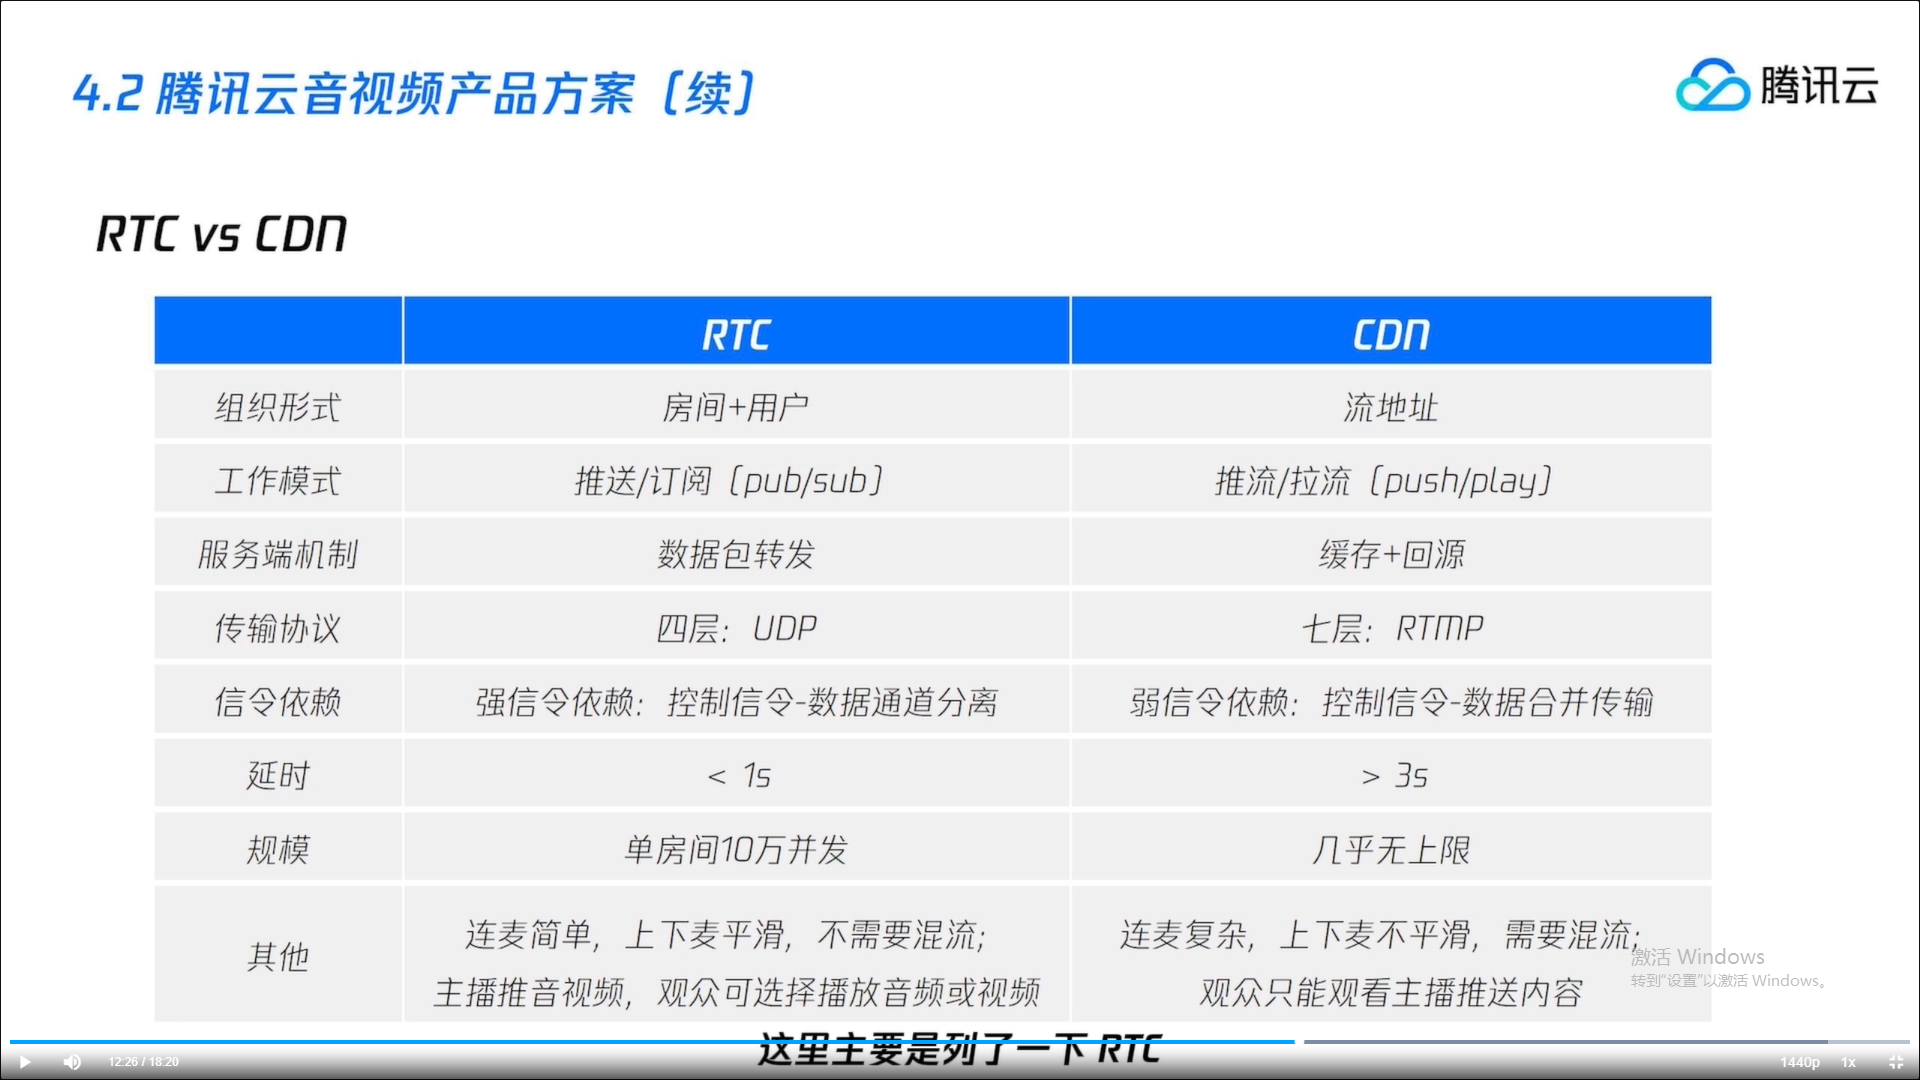 4.2 腾讯云音视频产品方案（续）
腾讯云
RTC vs CDN
RTC CDN
组织形式 房间+用户 流地址
工作模式 推送/订阅（pub/sub） 推流/拉流（push/play）
服务端机制 数据包转发 缓存+回源
传输协议 四层：UDP 七层：RTMP
信令依赖 强信令依赖：控制信令-数据通道分离 弱信令依赖：控制信令-数据合并传输
延时 < 1s > 3s
规模 单房间10万并发 几乎无上限
其他 连麦简单，上下麦平滑，不需要混流； 连麦复杂，上下麦不平滑，需要混流；
主播推音视频，观众可选择播放音频或视频 观众只能观看主播推送内容
激活 Windows
转到“设置”以激活 Windows。
这里主要是列了一下 RTC
12:26 / 18:20 1440p 1x